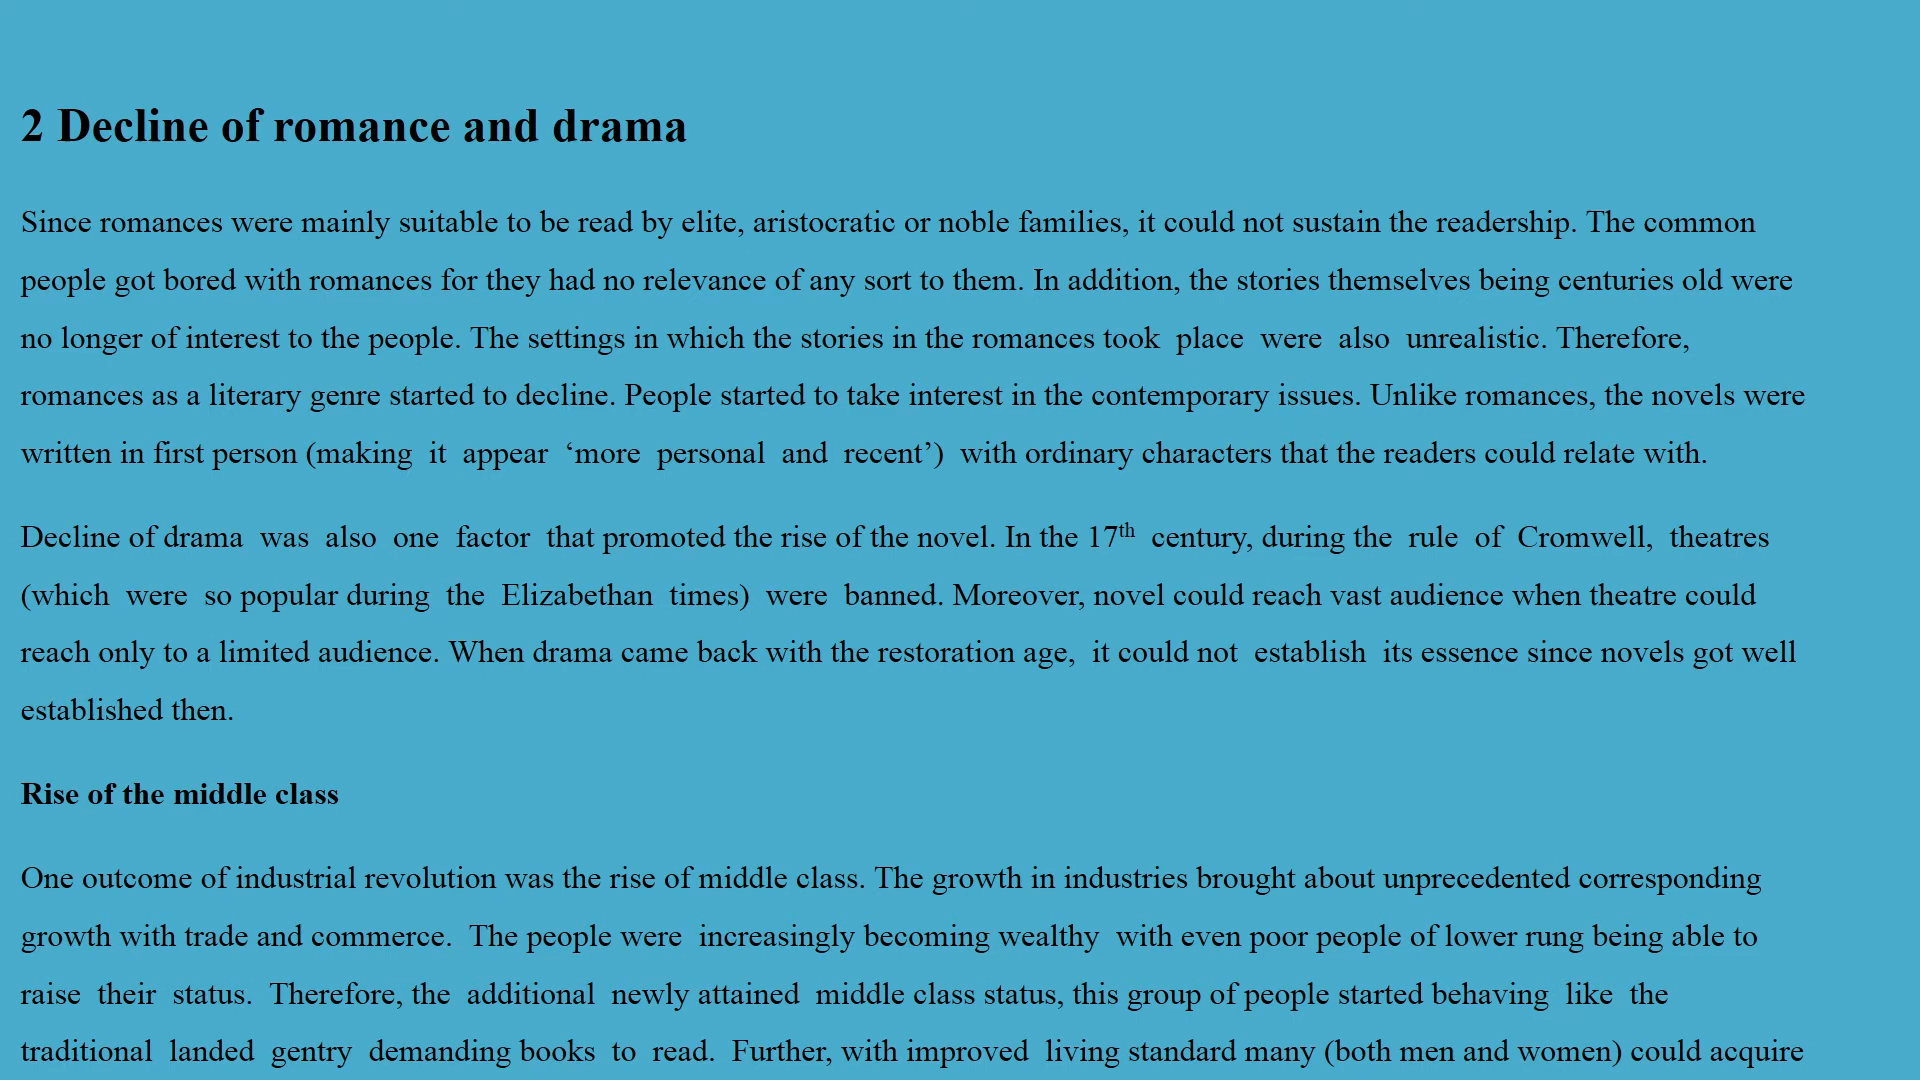 2 Decline of romance and drama
Since romances were mainly suitable to be read by elite, aristocratic or noble families, it could not sustain the readership. The common
people got bored with romances for they had no relevance of any sort to them. In addition, the stories themselves being centuries old were
no longer of interest to the people. The settings in which the stories in the romances took place were also unrealistic. Therefore,
romances as a literary genre started to decline. People started to take interest in the contemporary issues. Unlike romances, the novels were
written in first person (making it appear ‘more personal and recent’) with ordinary characters that the readers could relate with.
Decline of drama was also one factor that promoted the rise of the novel. In the 17th century, during the rule of Cromwell, theatres
(which were so popular during the Elizabethan times) were banned. Moreover, novel could reach vast audience when theatre could
reach only to a limited audience. When drama came back with the restoration age, it could not establish its essence since novels got well
established then.
Rise of the middle class
One outcome of industrial revolution was the rise of middle class. The growth in industries brought about unprecedented corresponding
growth with trade and commerce. The people were increasingly becoming wealthy with even poor people of lower rung being able to
raise their status. Therefore, the additional newly attained middle class status, this group of people started behaving like the
traditional landed gentry demanding books to read. Further, with improved living standard many (both men and women) could acquire